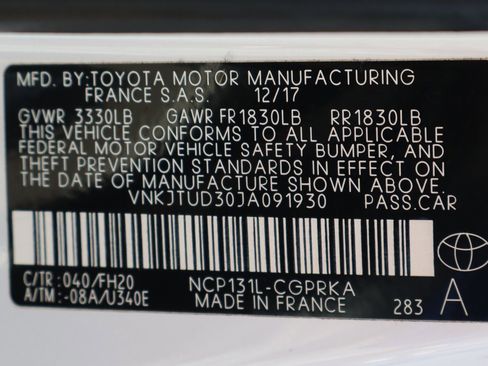 MFD. BY:TOYOTA MOTOR MANUFACTURING
FRANCE S.A.S. 12/17
GVWR 3330LB GAWR FR1830LB RR1830LB
THIS VEHICLE CONFORMS TO ALL APPLICABLE
FEDERAL MOTOR VEHICLE SAFETY BUMPER, AND
THEFT PREVENTION STANDARDS IN EFFECT ON
THE DATE OF MANUFACTURE SHOWN ABOVE.
VNKJTUD30JA091930 PASS.CAR
C/TR:040/FH20 NCP131L-CGPRKA
A/TM:-08A/U340E MADE IN FRANCE 283 A